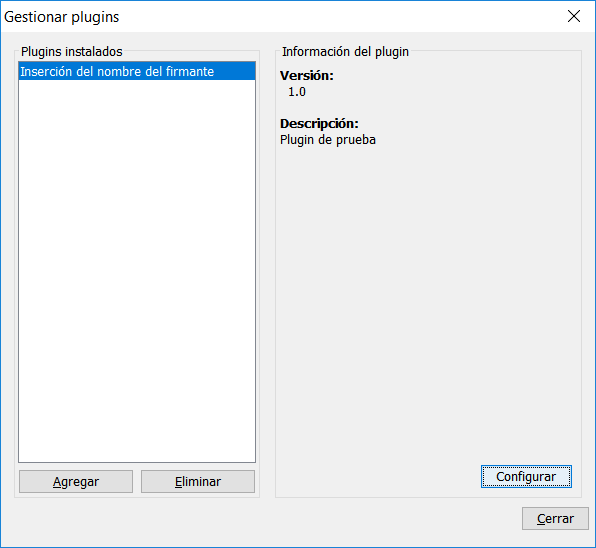 Gestionar plugins
Plugins instalados
Inserción del nombre del firmante
Agregar
Eliminar
Información del plugin
Versión:
1.0
Descripción:
Plugin de prueba
Configurar
Cerrar